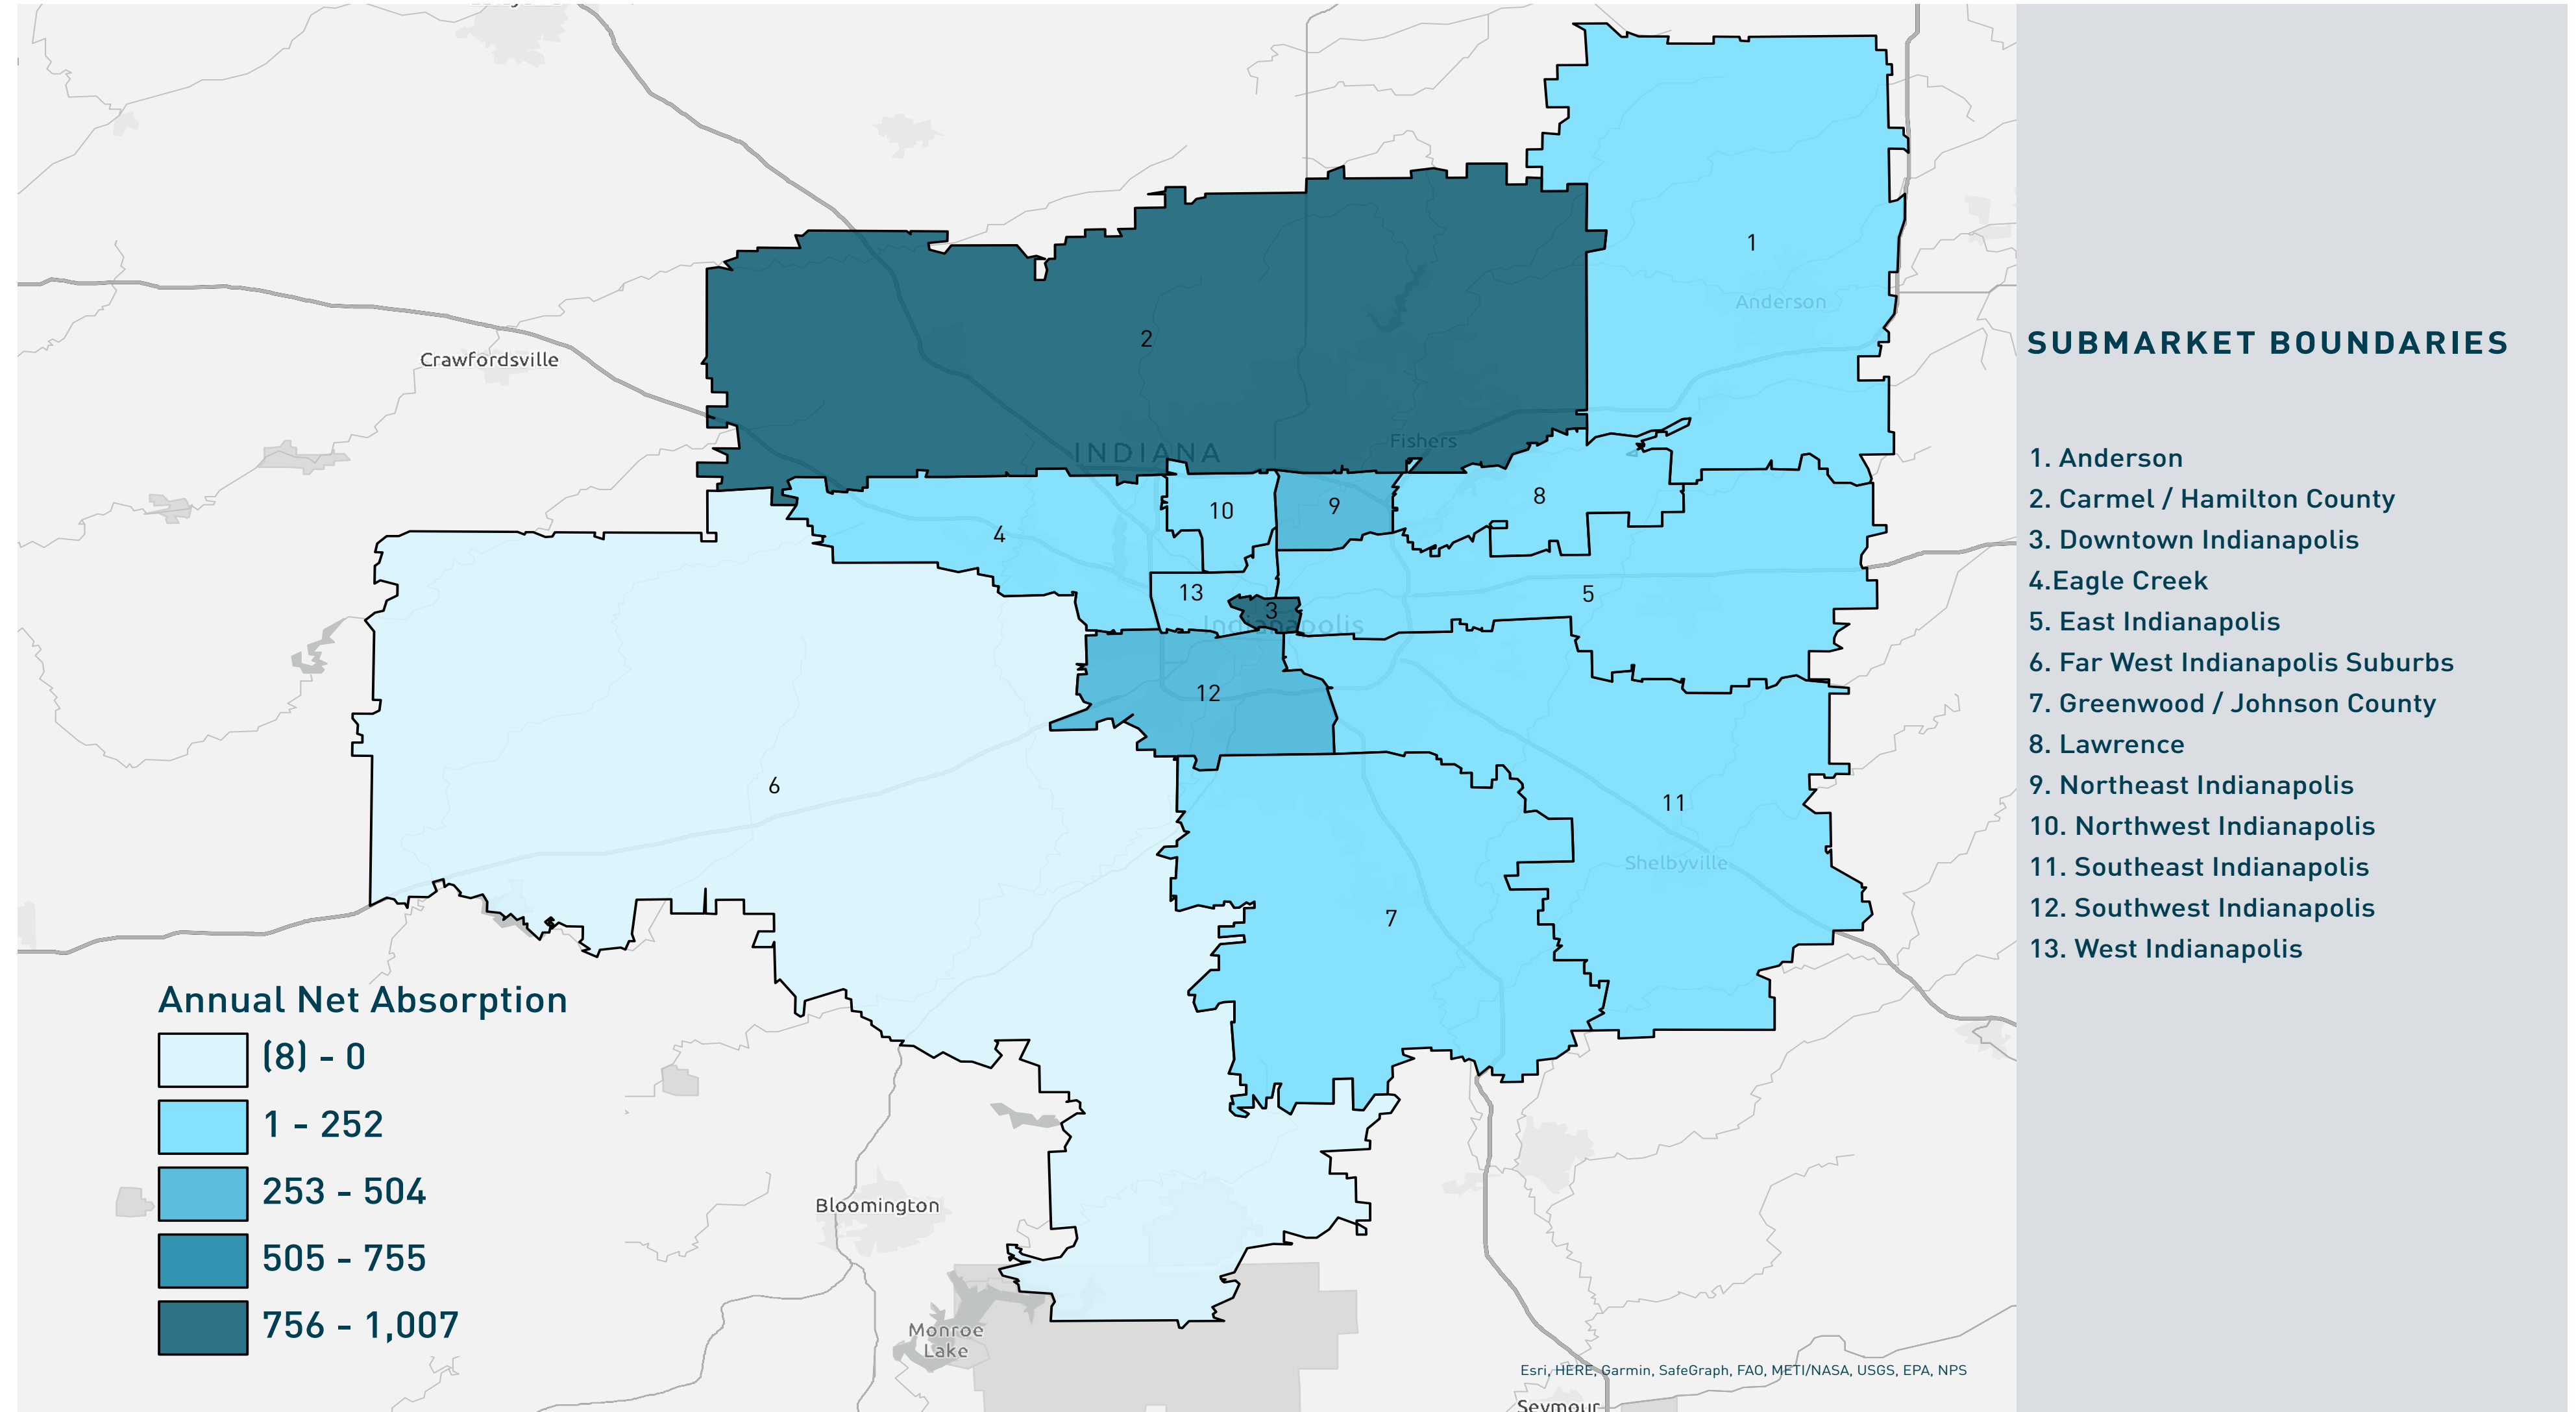 Crawfordsville
INDIANA
Fishers
Anderson
Indianapolis
Shelbyville
Bloomington
Monroe
Lake
Seymour
1
2
3
4
5
6
7
8
9
10
11
12
13
Annual Net Absorption
(8) - 0
1 - 252
253 - 504
505 - 755
756 - 1,007
Esri, HERE, Garmin, SafeGraph, FAO, METI/NASA, USGS, EPA, NPS
SUBMARKET BOUNDARIES
1. Anderson
2. Carmel / Hamilton County
3. Downtown Indianapolis
4.Eagle Creek
5. East Indianapolis
6. Far West Indianapolis Suburbs
7. Greenwood / Johnson County
8. Lawrence
9. Northeast Indianapolis
10. Northwest Indianapolis
11. Southeast Indianapolis
12. Southwest Indianapolis
13. West Indianapolis